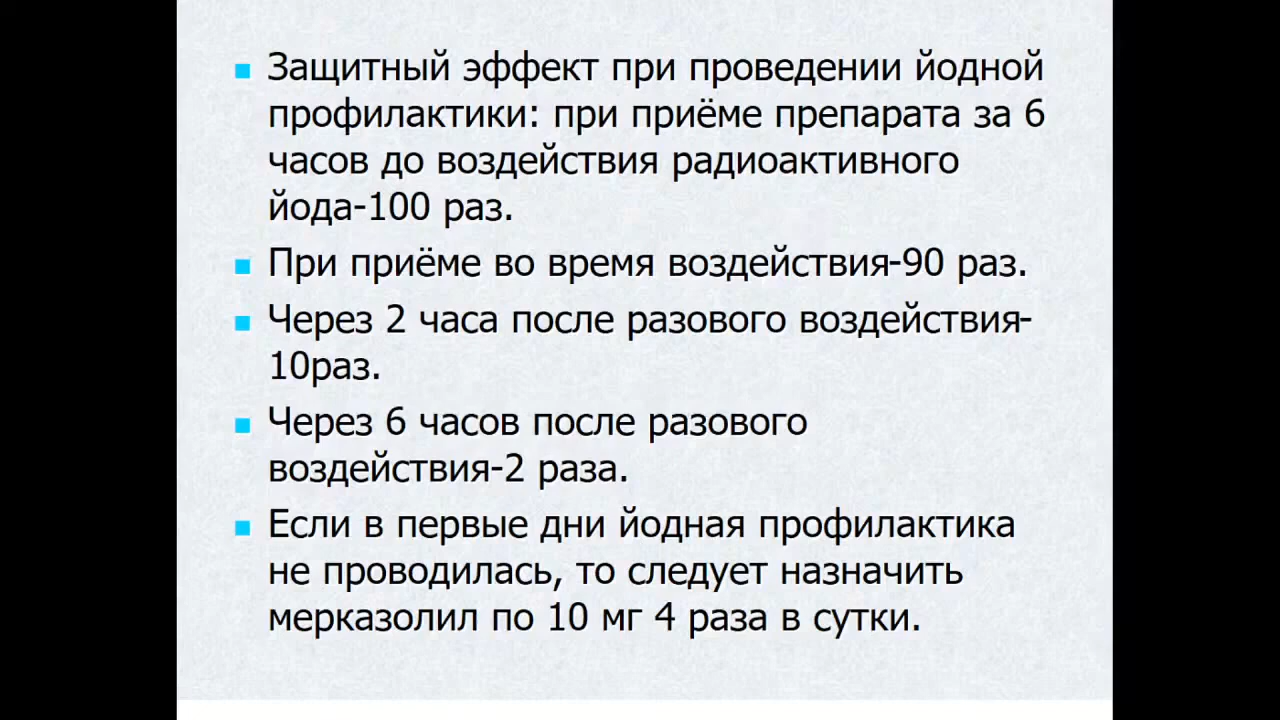 Защитный эффект при проведении йодной
профилактики: при приёме препарата за 6
часов до воздействия радиоактивного
йода-100 раз.
При приёме во время воздействия-90 раз.
Через 2 часа после разового воздействия-
10раз.
Через 6 часов после разового
воздействия-2 раза.
Если в первые дни йодная профилактика
не проводилась, то следует назначить
мерказолил по 10 мг 4 раза в сутки.